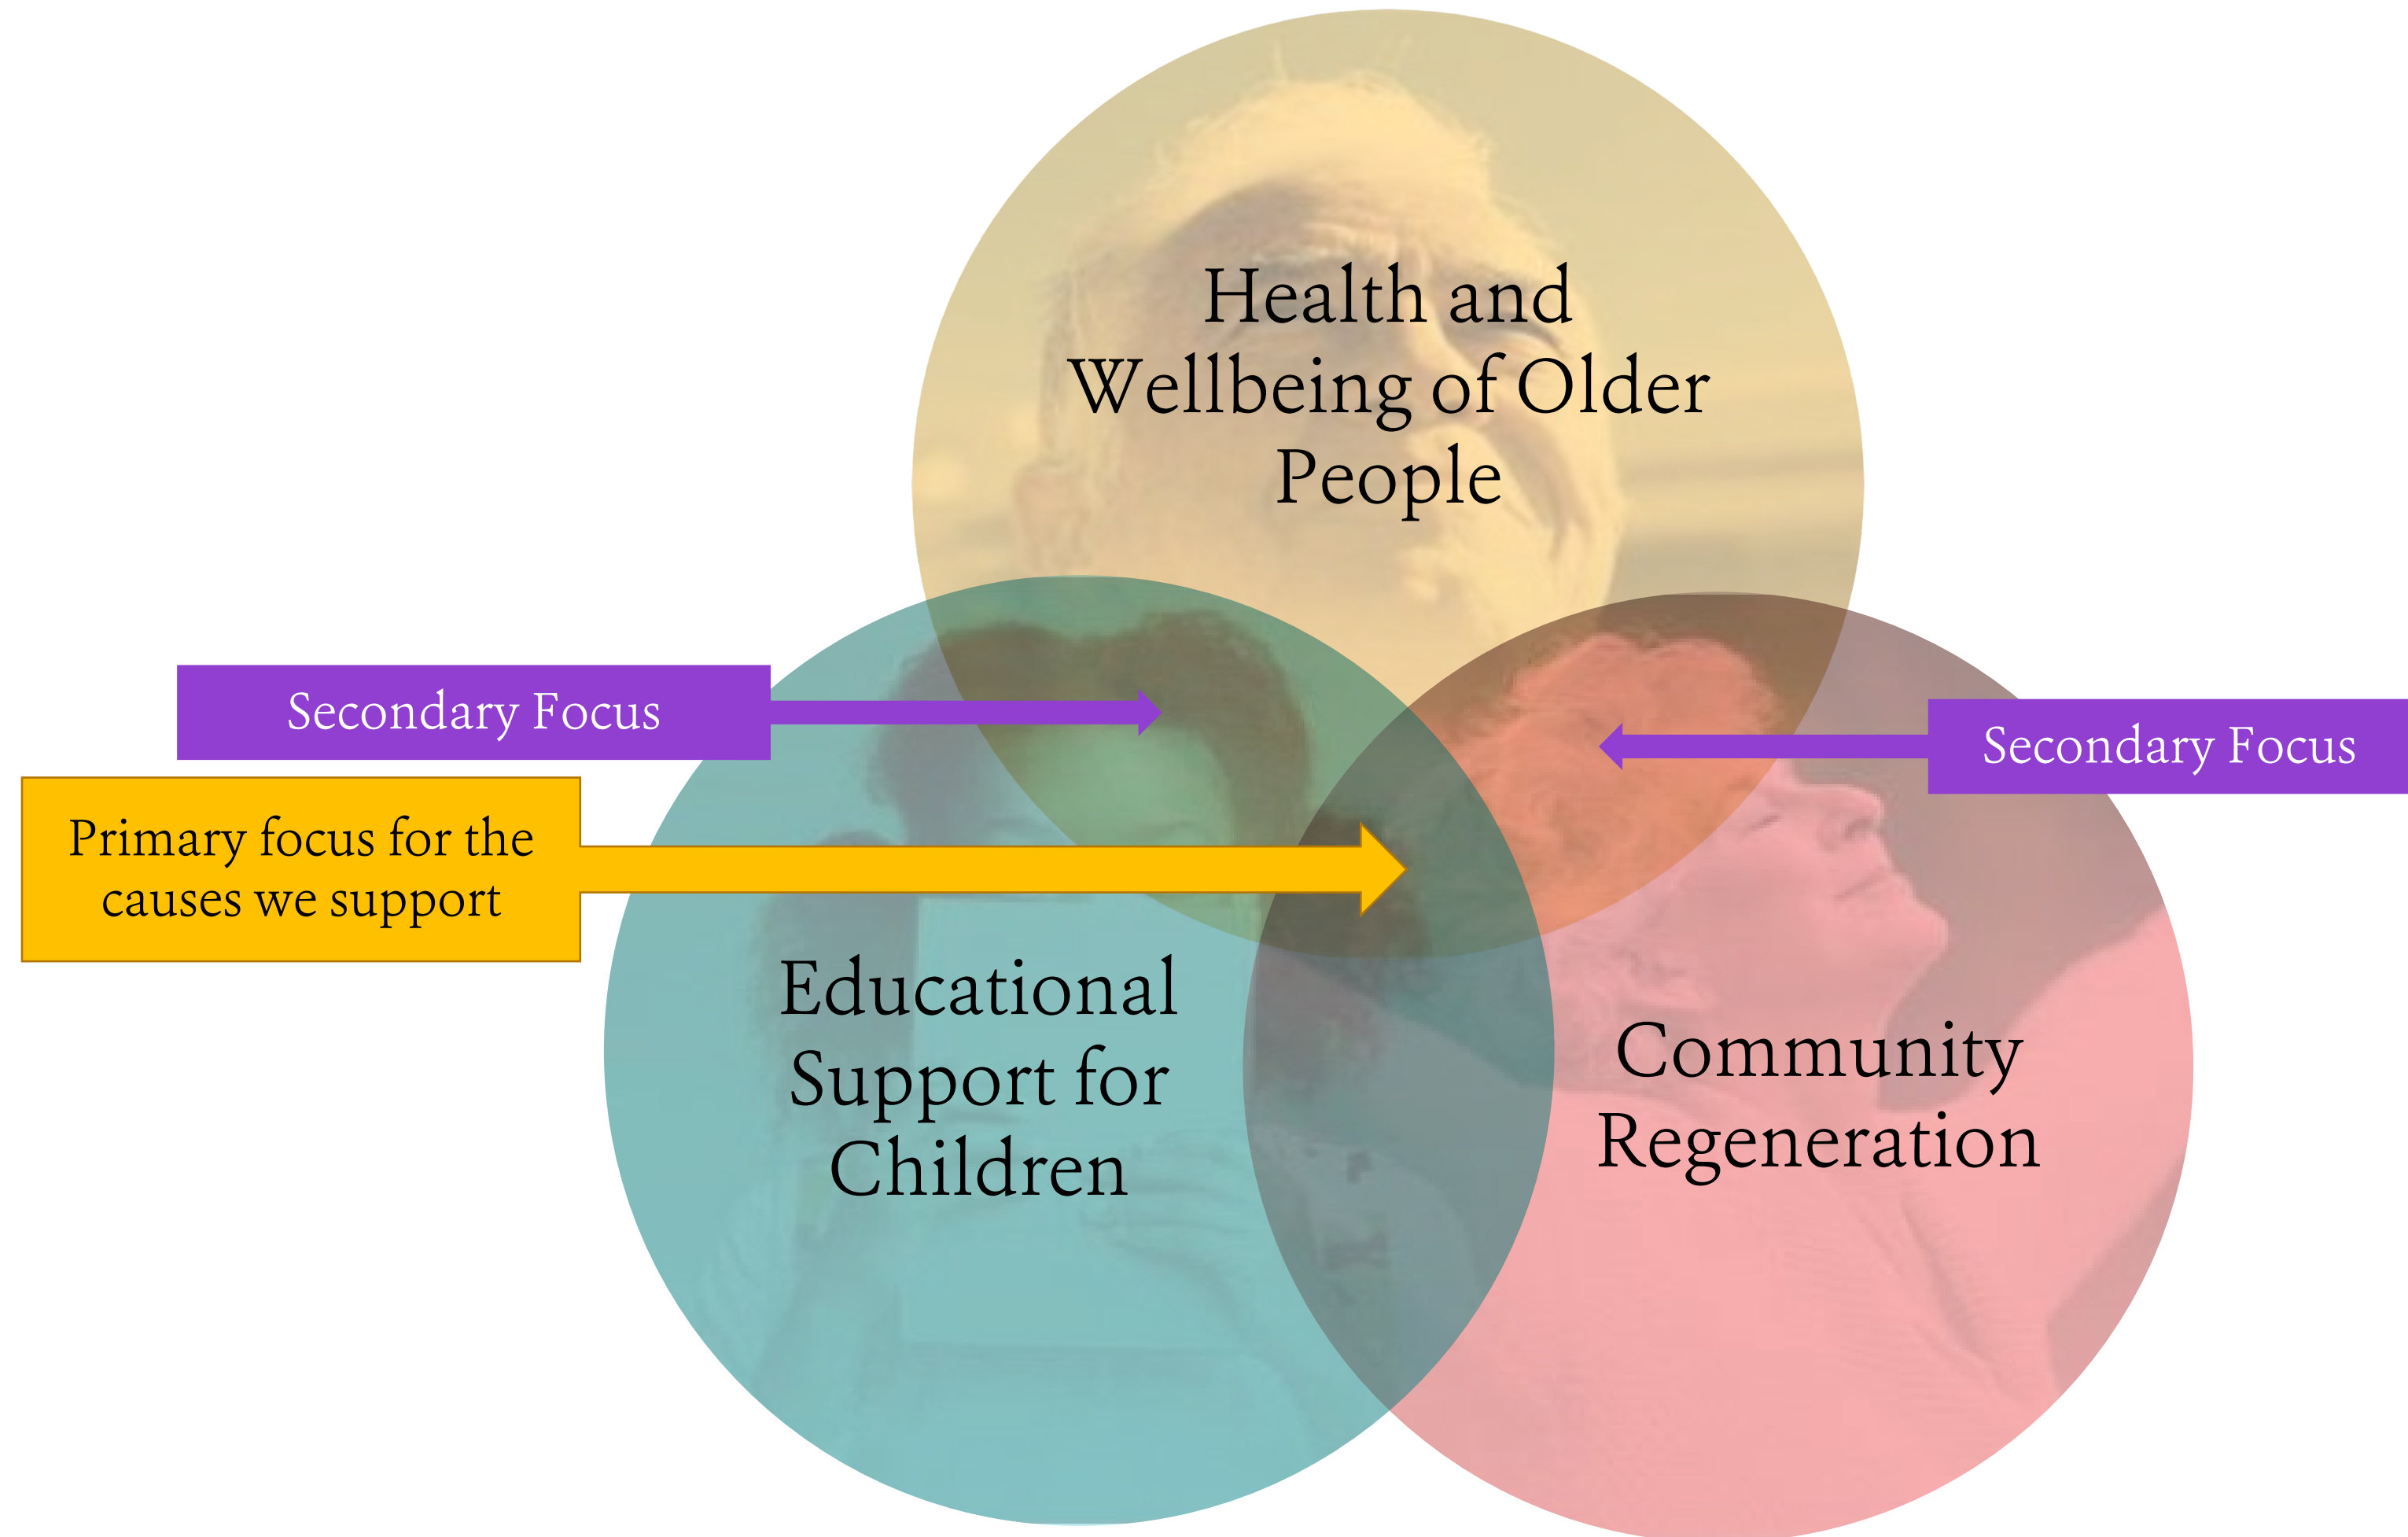 Health and
Wellbeing of Older
People
Secondary Focus
Secondary Focus
Primary focus for the
causes we support
Educational
Support for
Children
Community
Regeneration